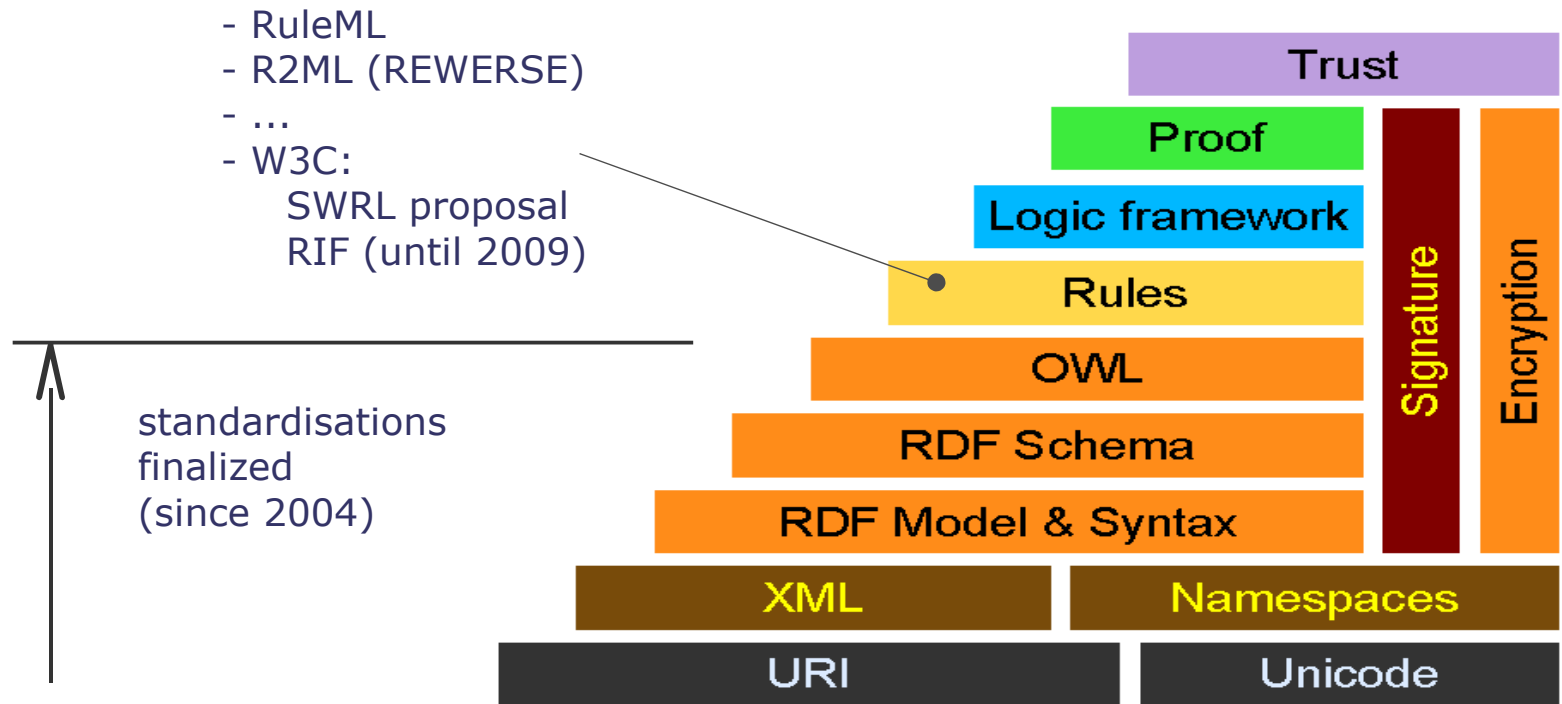 - RuleML
- R2ML (REWERSE)
- ...
- W3C:
SWRL proposal
RIF (until 2009)
standardisations
finalized
(since 2004)
Trust
Proof
Logic framework
Rules
OWL
RDF Schema
RDF Model & Syntax
Signature
Encryption
XML
Namespaces
URI
Unicode